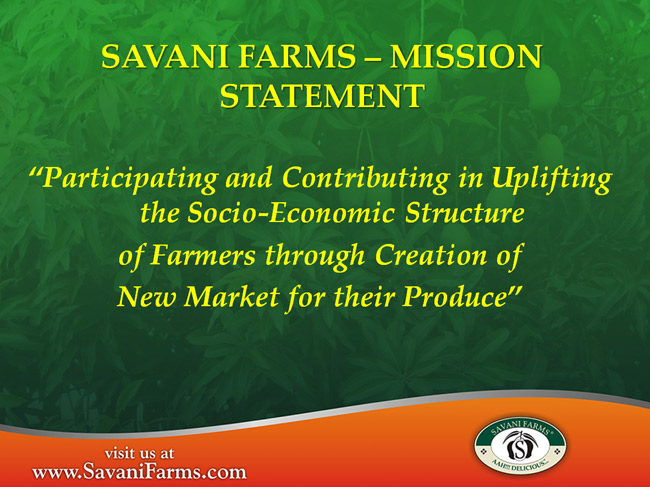 SAVANI FARMS – MISSION
STATEMENT
“Participating and Contributing in Uplifting
the Socio-Economic Structure
of Farmers through Creation of
New Market for their Produce”
visit us at
www.SavaniFarms.com
SAVANI FARMS®
S
AAH!!! DELICIOUS...